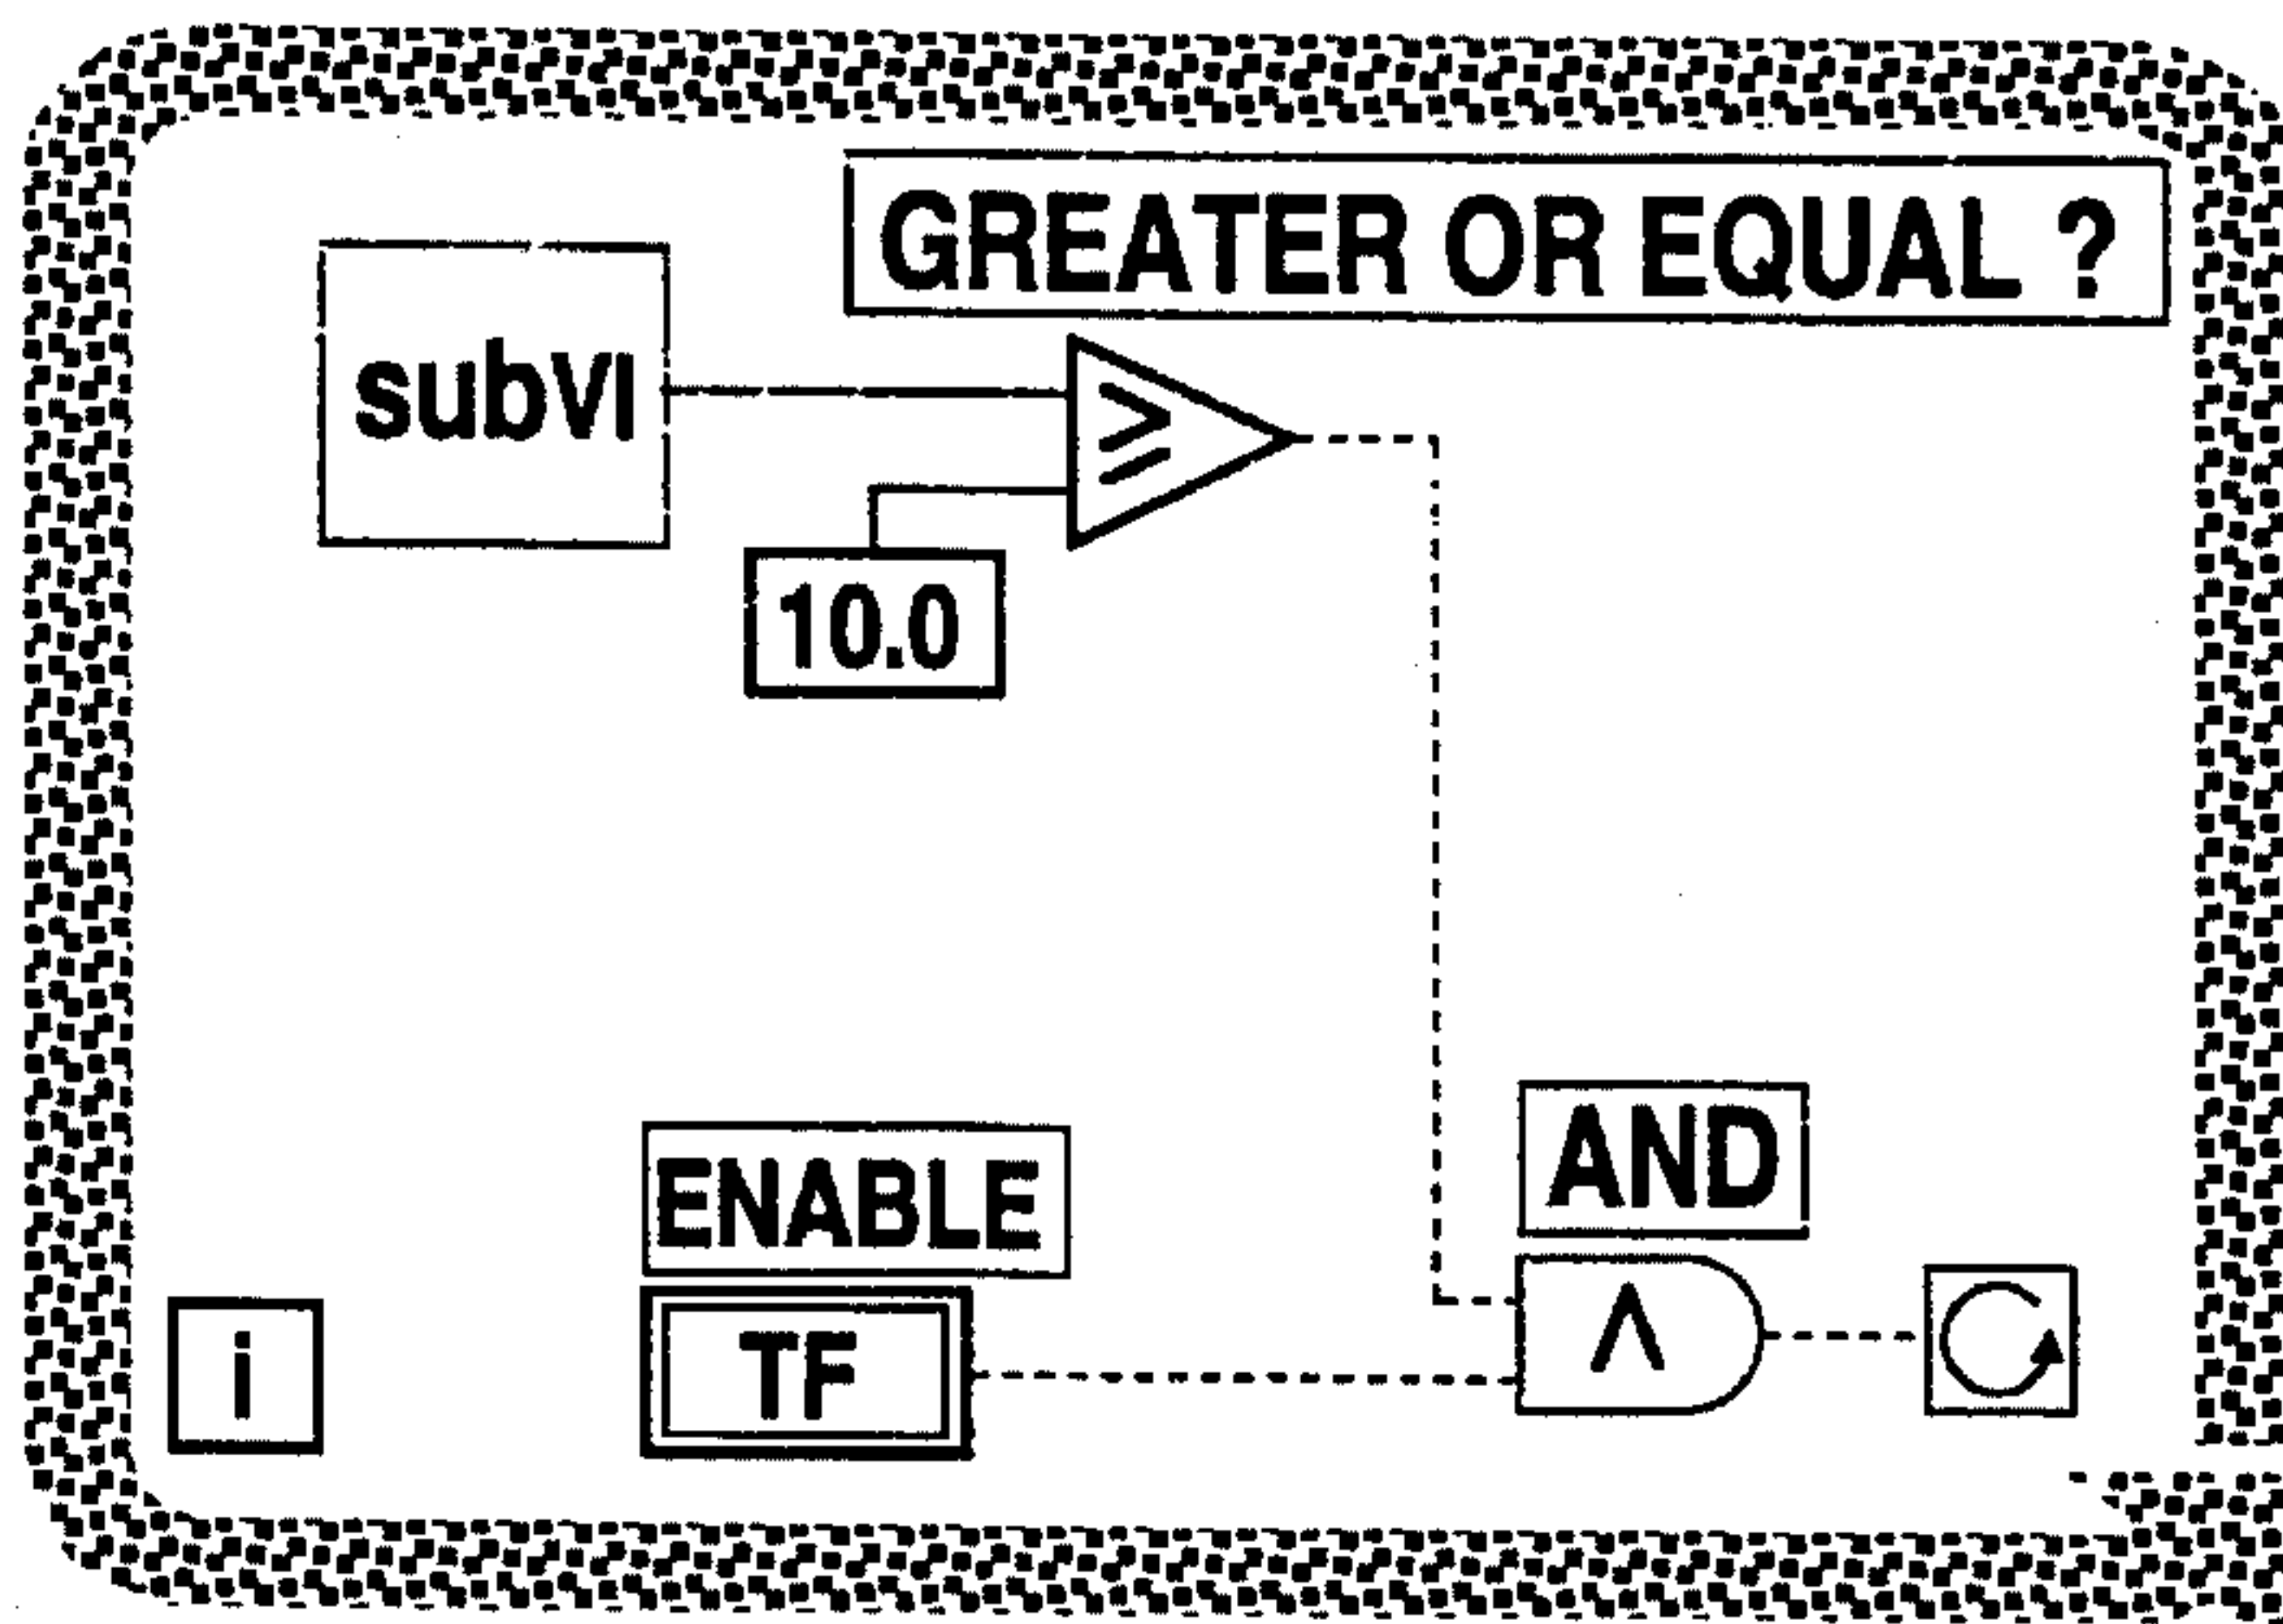 GREATER OR EQUAL ?
subVI
≥
10.0
ENABLE
AND
i
TF
∧